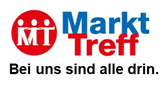 MT Markt
Treff
Bei uns sind alle drin.